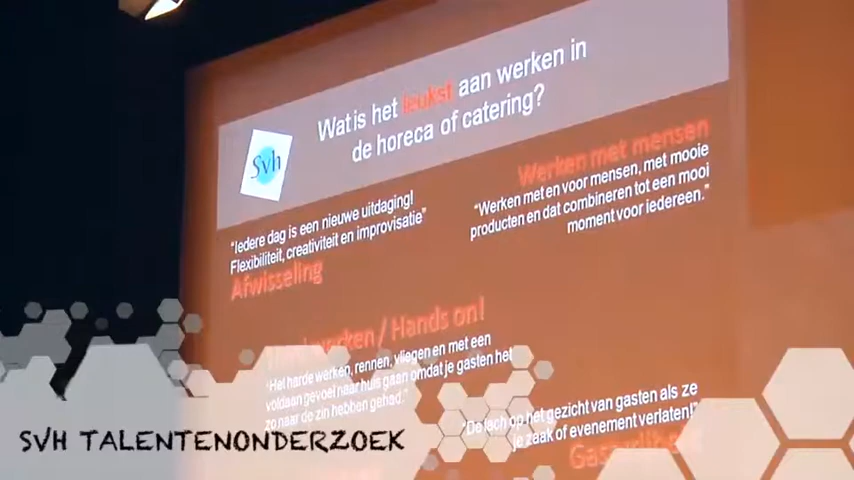 Wat is het leukst aan werken in
de horeca of catering?
Svh
"Iedere dag is een nieuwe uitdaging!
Flexibiliteit, creativiteit en improvisatie"
Afwisseling
Werken met mensen
"Werken met en voor mensen, met mooie
producten en dat combineren tot een mooi
moment voor iedereen."
werken / Hands on!
"Het harde werken, rennen, vliegen en met een
voldaan gevoel naar huis gaan omdat je gasten het
zo naar de zin hebben gehad."
op het gezicht van gasten als ze
je zaak of evenement verlaten!"
SVH TALENTENONDERZOEK